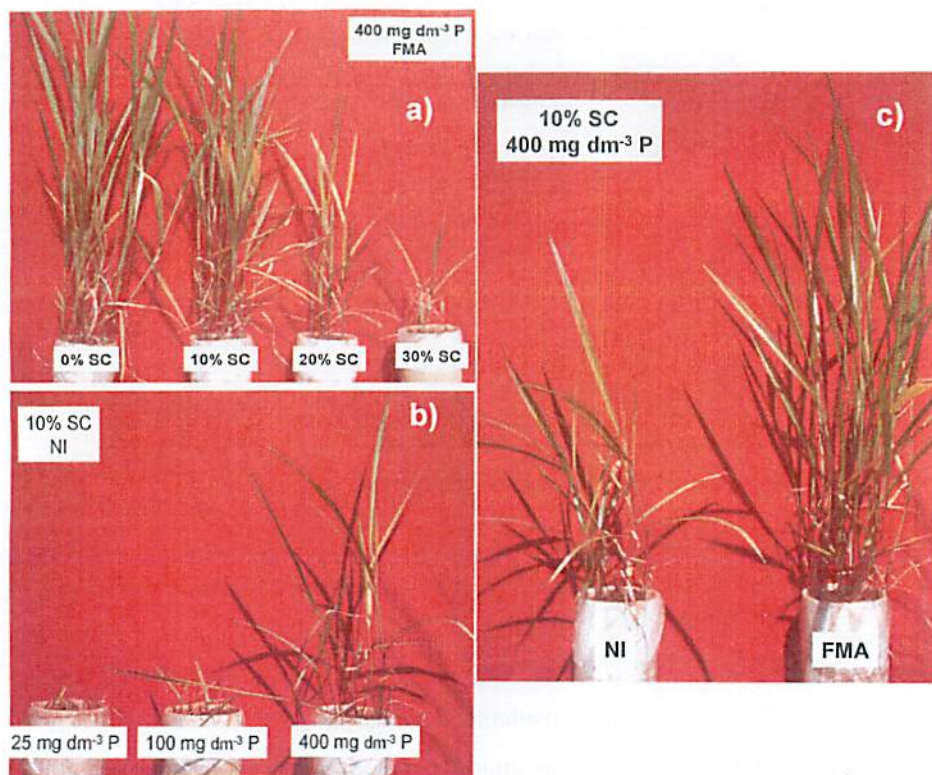 400 mg dm⁻³ P
FMA
a)
0% SC
10% SC
20% SC
30% SC
10% SC
NI
b)
25 mg dm⁻³ P
100 mg dm⁻³ P
400 mg dm⁻³ P
10% SC
400 mg dm⁻³ P
c)
NI
FMA